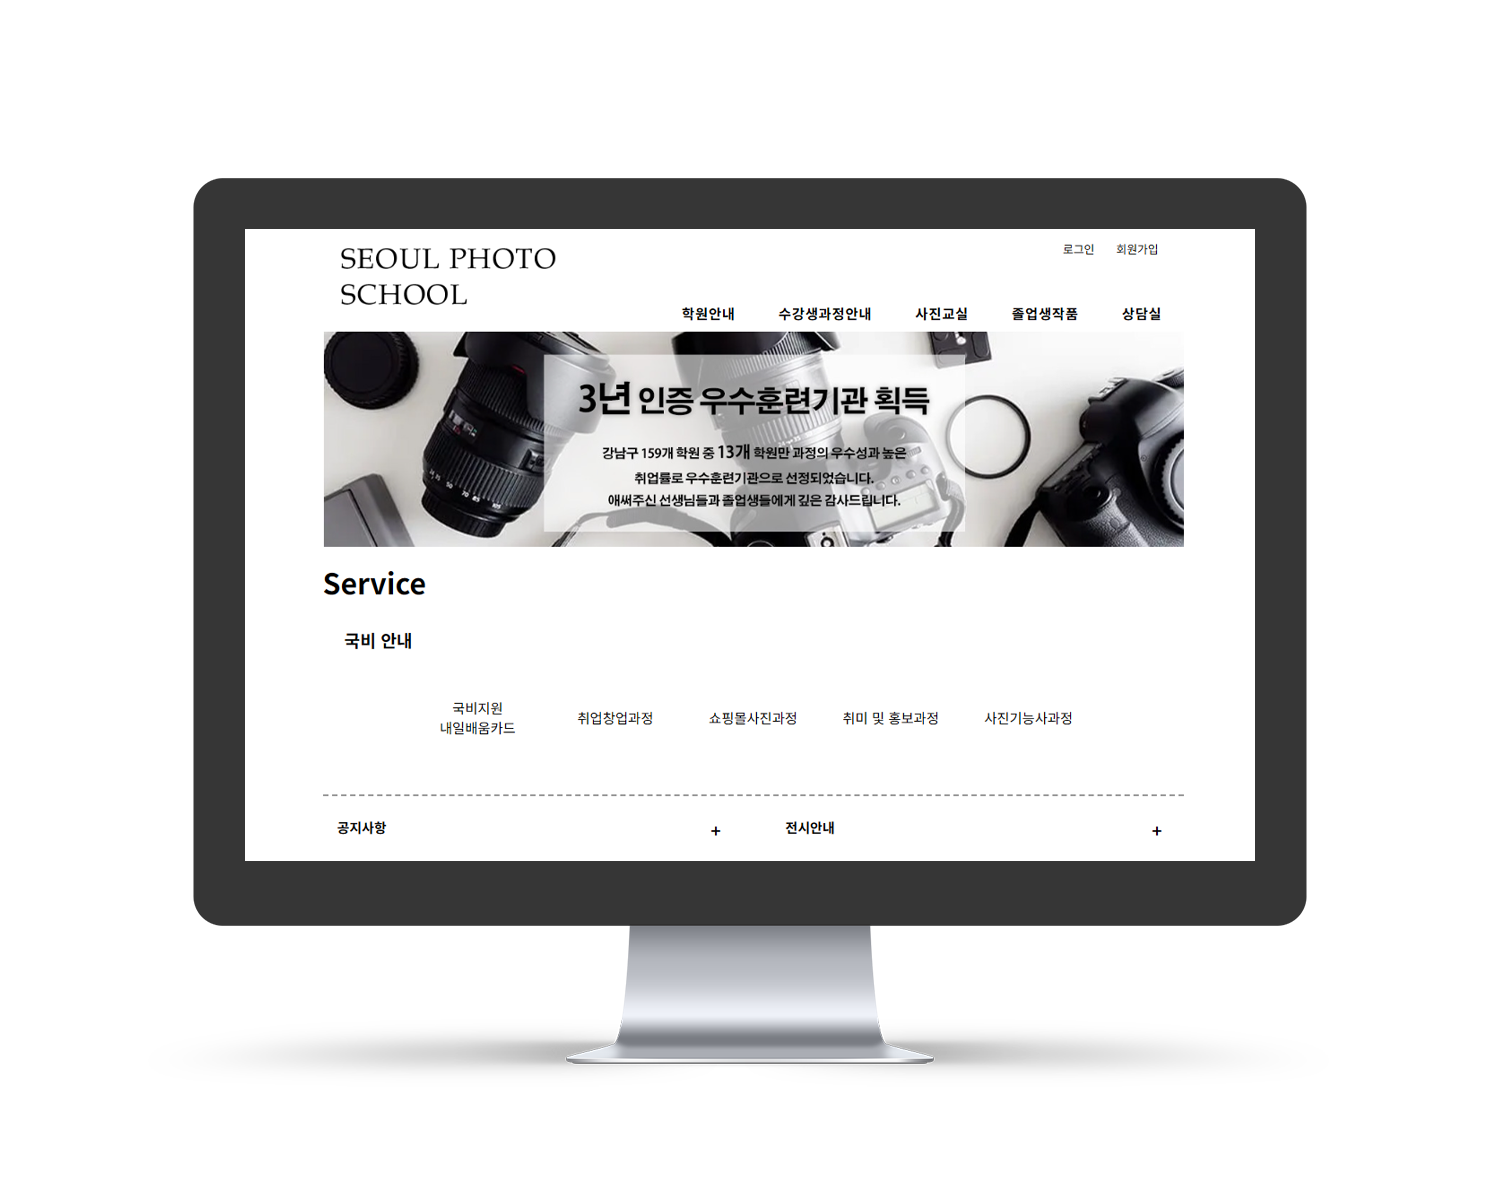 SEOUL PHOTO
SCHOOL
로그인 회원가입
학원안내 수강생과정안내 사진교실 졸업생작품 상담실
3년 인증 우수훈련기관 획득
강남구 159개 학원 중 13개 학원만 과정의 우수성과 높은
취업률로 우수훈련기관으로 선정되었습니다.
애써주신 선생님들과 졸업생들에게 깊은 감사드립니다.
Service
국비 안내
국비지원
내일배움카드
취업창업과정
쇼핑몰사진과정
취미 및 홍보과정
사진기능사과정
공지사항 +
전시안내 +